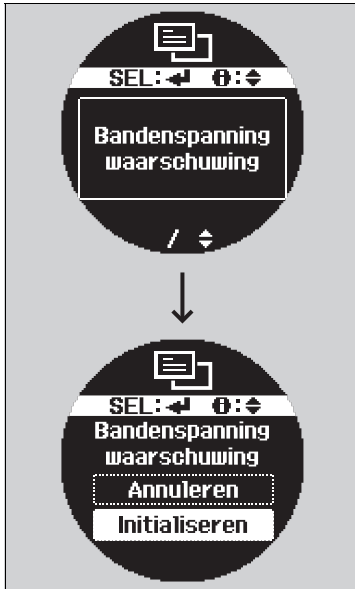 SEL:↲ i:♦
Bandenspanning
waarschuwing
/
SEL:↲ i:♦
Bandenspanning
waarschuwing
Annuleren
Initialiseren